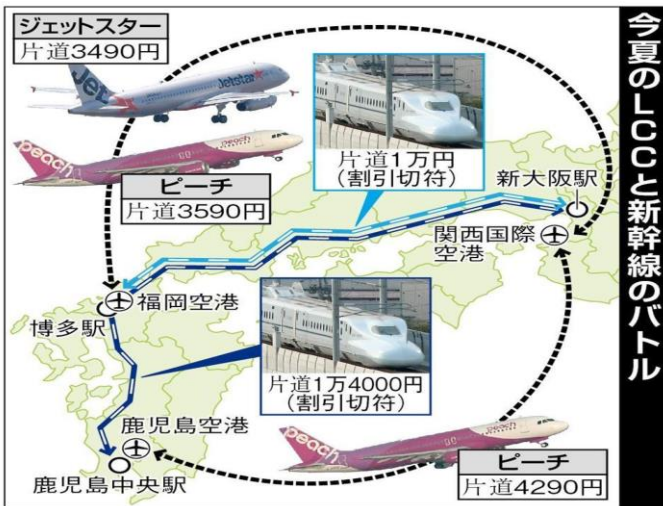 今夏のLCCと新幹線のバトル
ジェットスター
片道3490円
Jet
Jetstar
peach
ピーチ
片道3590円
片道1万円
(割引切符)
新大阪駅
関西国際
空港
福岡空港
博多駅
片道1万4000円
(割引切符)
鹿児島空港
鹿児島中央駅
peach
ピーチ
片道4290円